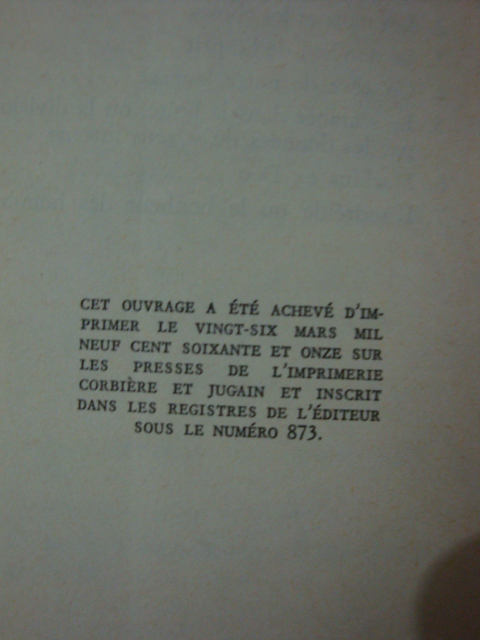 CET OUVRAGE A ÉTÉ ACHEVÉ D'IM-
PRIMER LE VINGT-SIX MARS MIL
NEUF CENT SOIXANTE ET ONZE SUR
LES PRESSES DE L'IMPRIMERIE
CORBIÈRE ET JUGAIN ET INSCRIT
DANS LES REGISTRES DE L'ÉDITEUR
SOUS LE NUMÉRO 873.